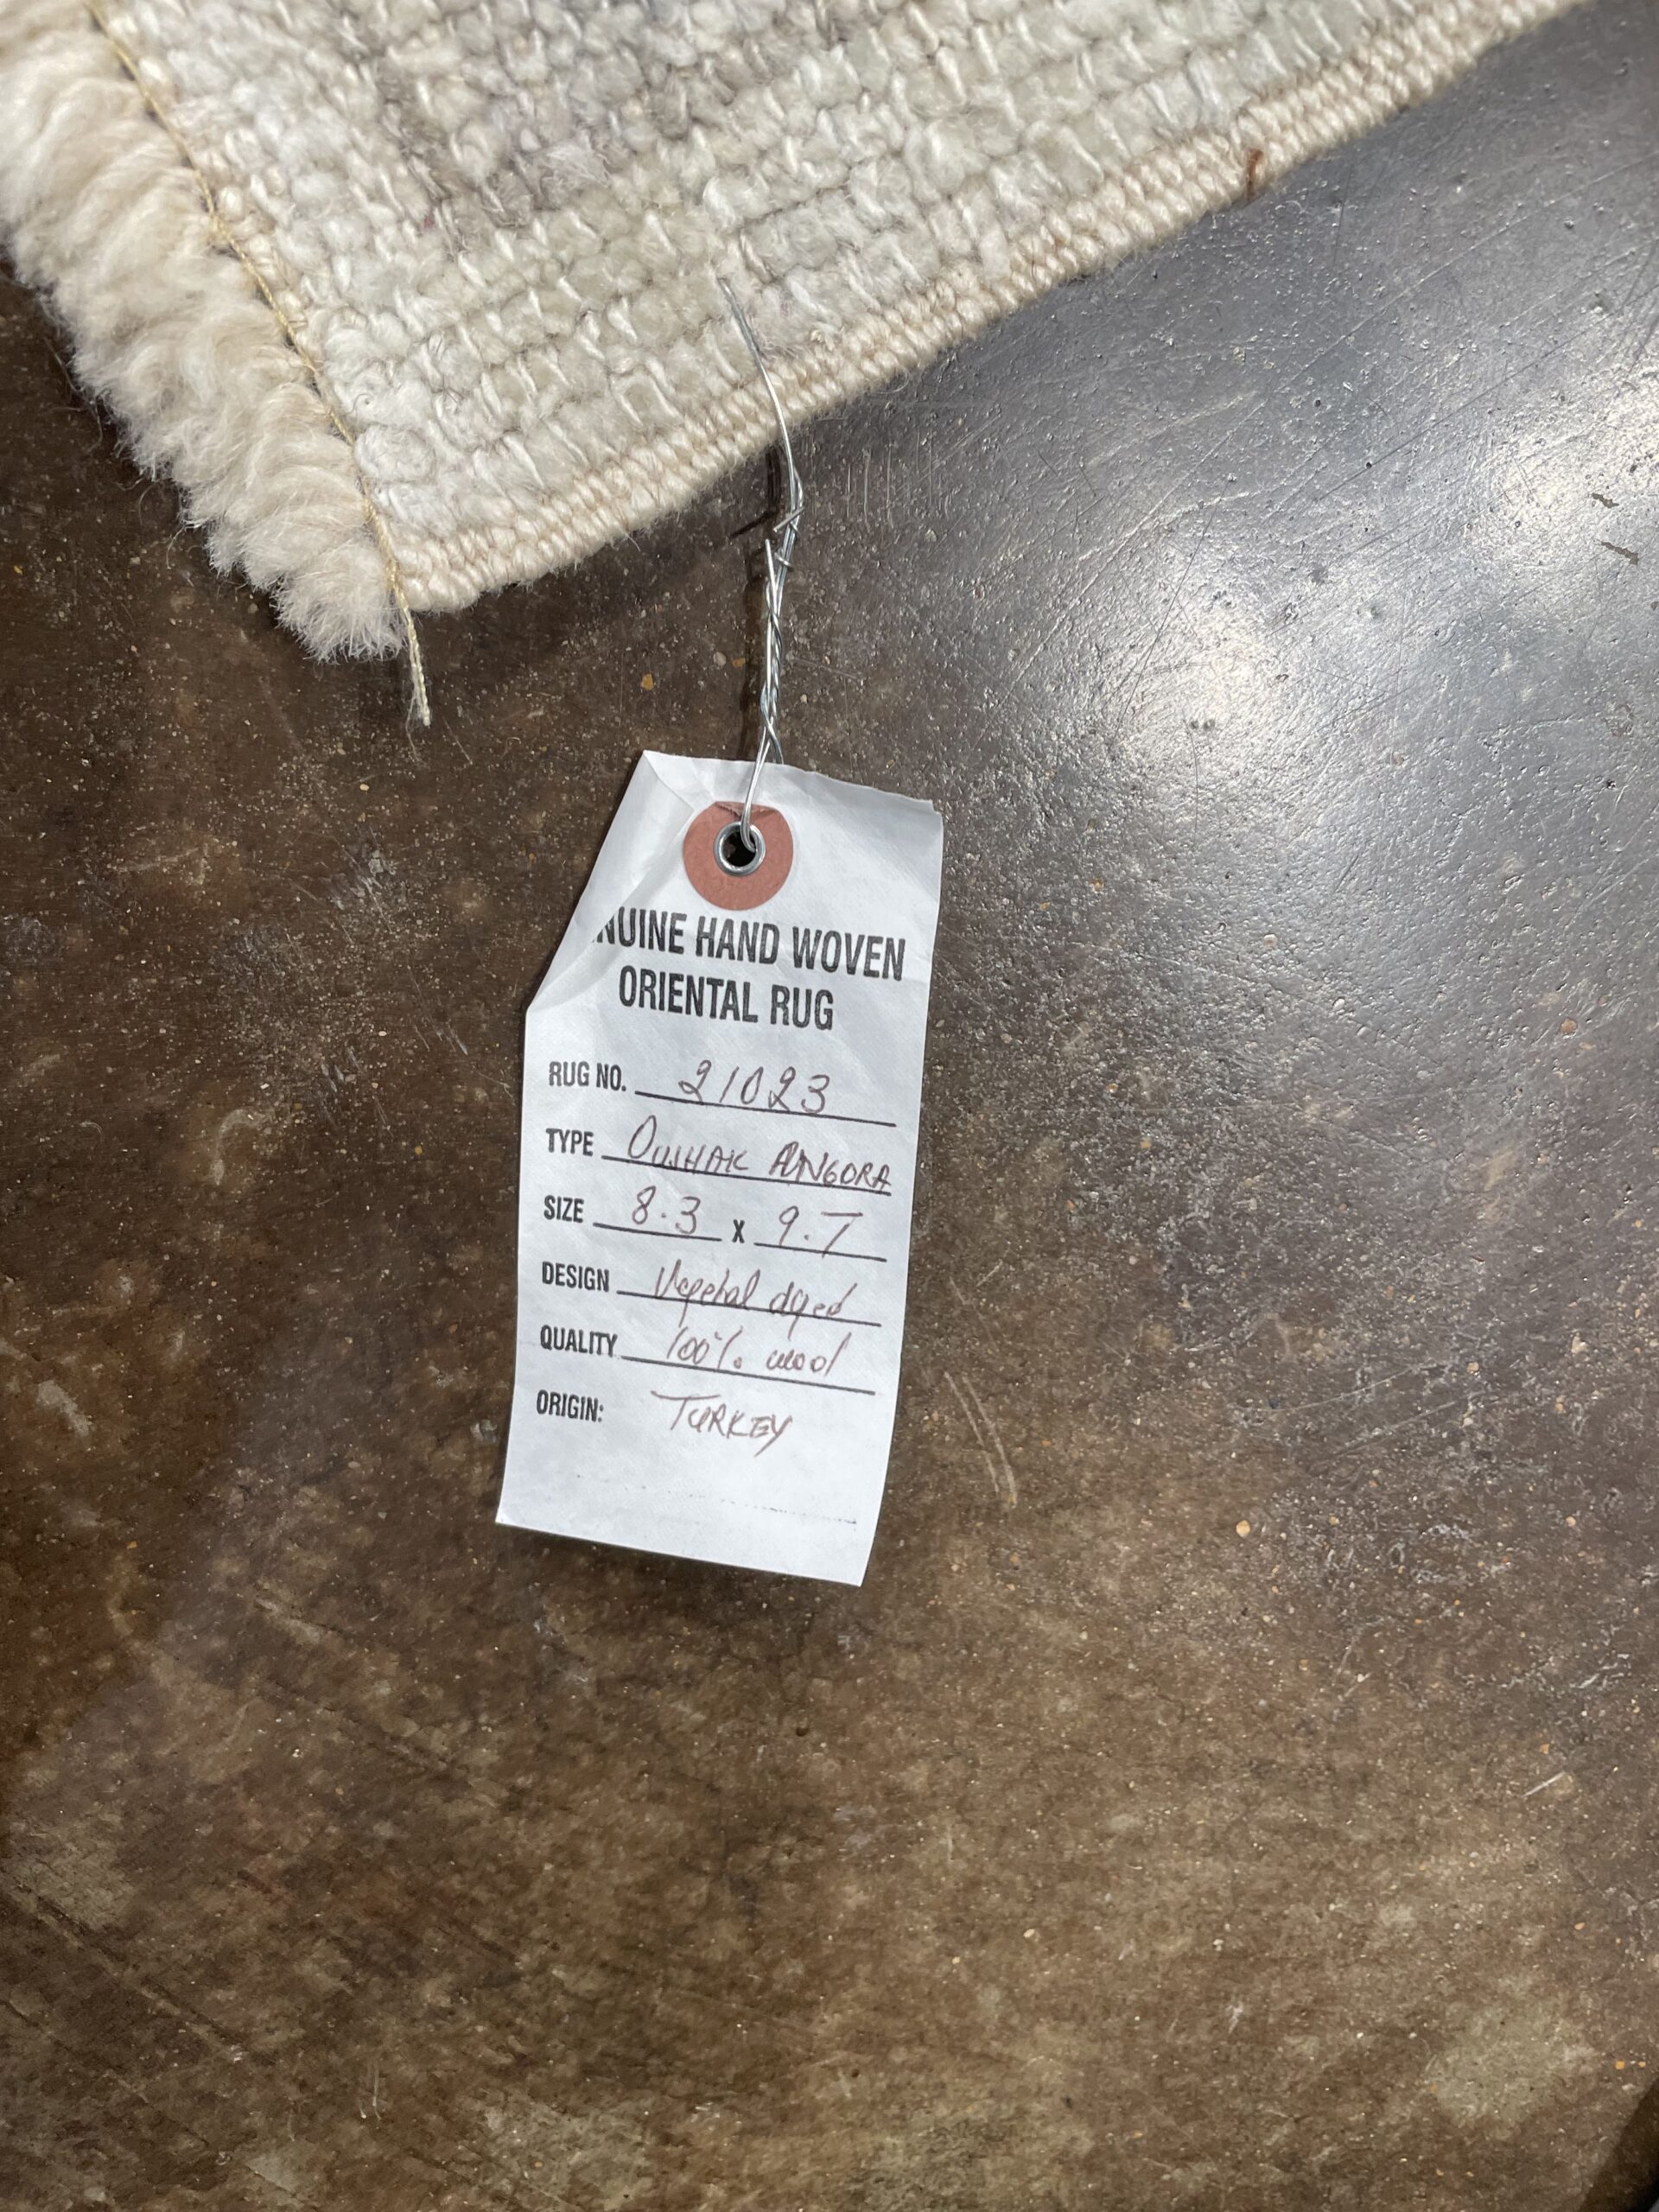 NUINE HAND WOVEN
ORIENTAL RUG
RUG NO. 21023
TYPE OUSHAK ANGORA
SIZE 8.3 x 9.7
DESIGN Vegetal dyed
QUALITY 100% wool
ORIGIN: TURKEY